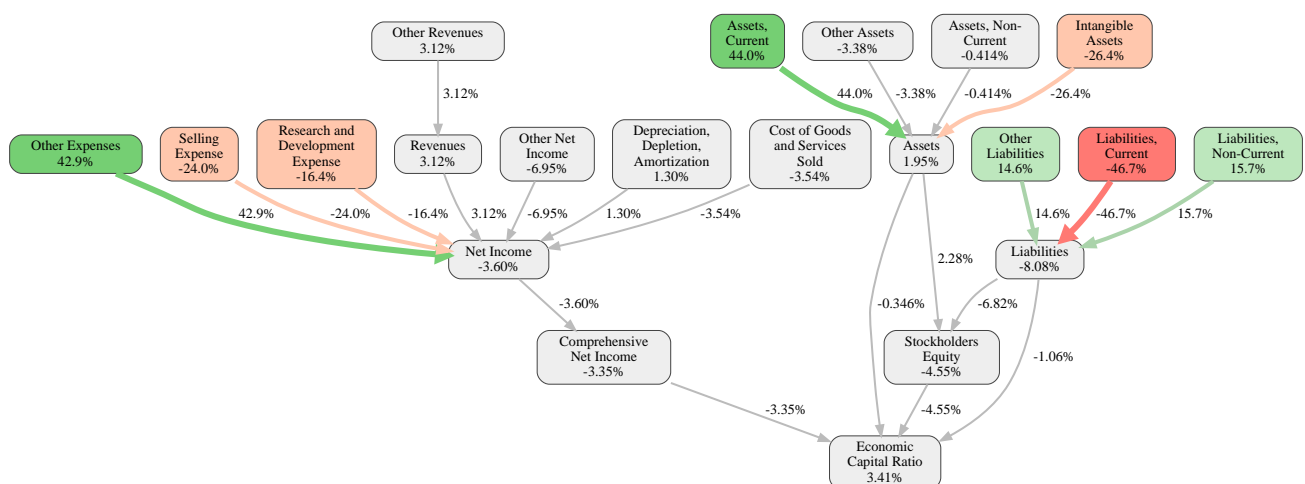 Other Revenues
3.12%
Assets,
Current
44.0%
Other Assets
-3.38%
Assets, Non-
Current
-0.414%
Intangible
Assets
-26.4%
3.12%
44.0%
-3.38%
-0.414%
-26.4%
Other Expenses
42.9%
Selling
Expense
-24.0%
Research and
Development
Expense
-16.4%
Revenues
3.12%
Other Net
Income
-6.95%
Depreciation,
Depletion,
Amortization
1.30%
Cost of Goods
and Services
Sold
-3.54%
Assets
1.95%
Other
Liabilities
14.6%
Liabilities,
Current
-46.7%
Liabilities,
Non-Current
15.7%
42.9%
-24.0%
-16.4%
3.12%
-6.95%
1.30%
-3.54%
14.6%
-46.7%
15.7%
Net Income
-3.60%
2.28%
Liabilities
-8.08%
-3.60%
-0.346%
-6.82%
Comprehensive
Net Income
-3.35%
Stockholders
Equity
-4.55%
-1.06%
-3.35%
-4.55%
Economic
Capital Ratio
3.41%